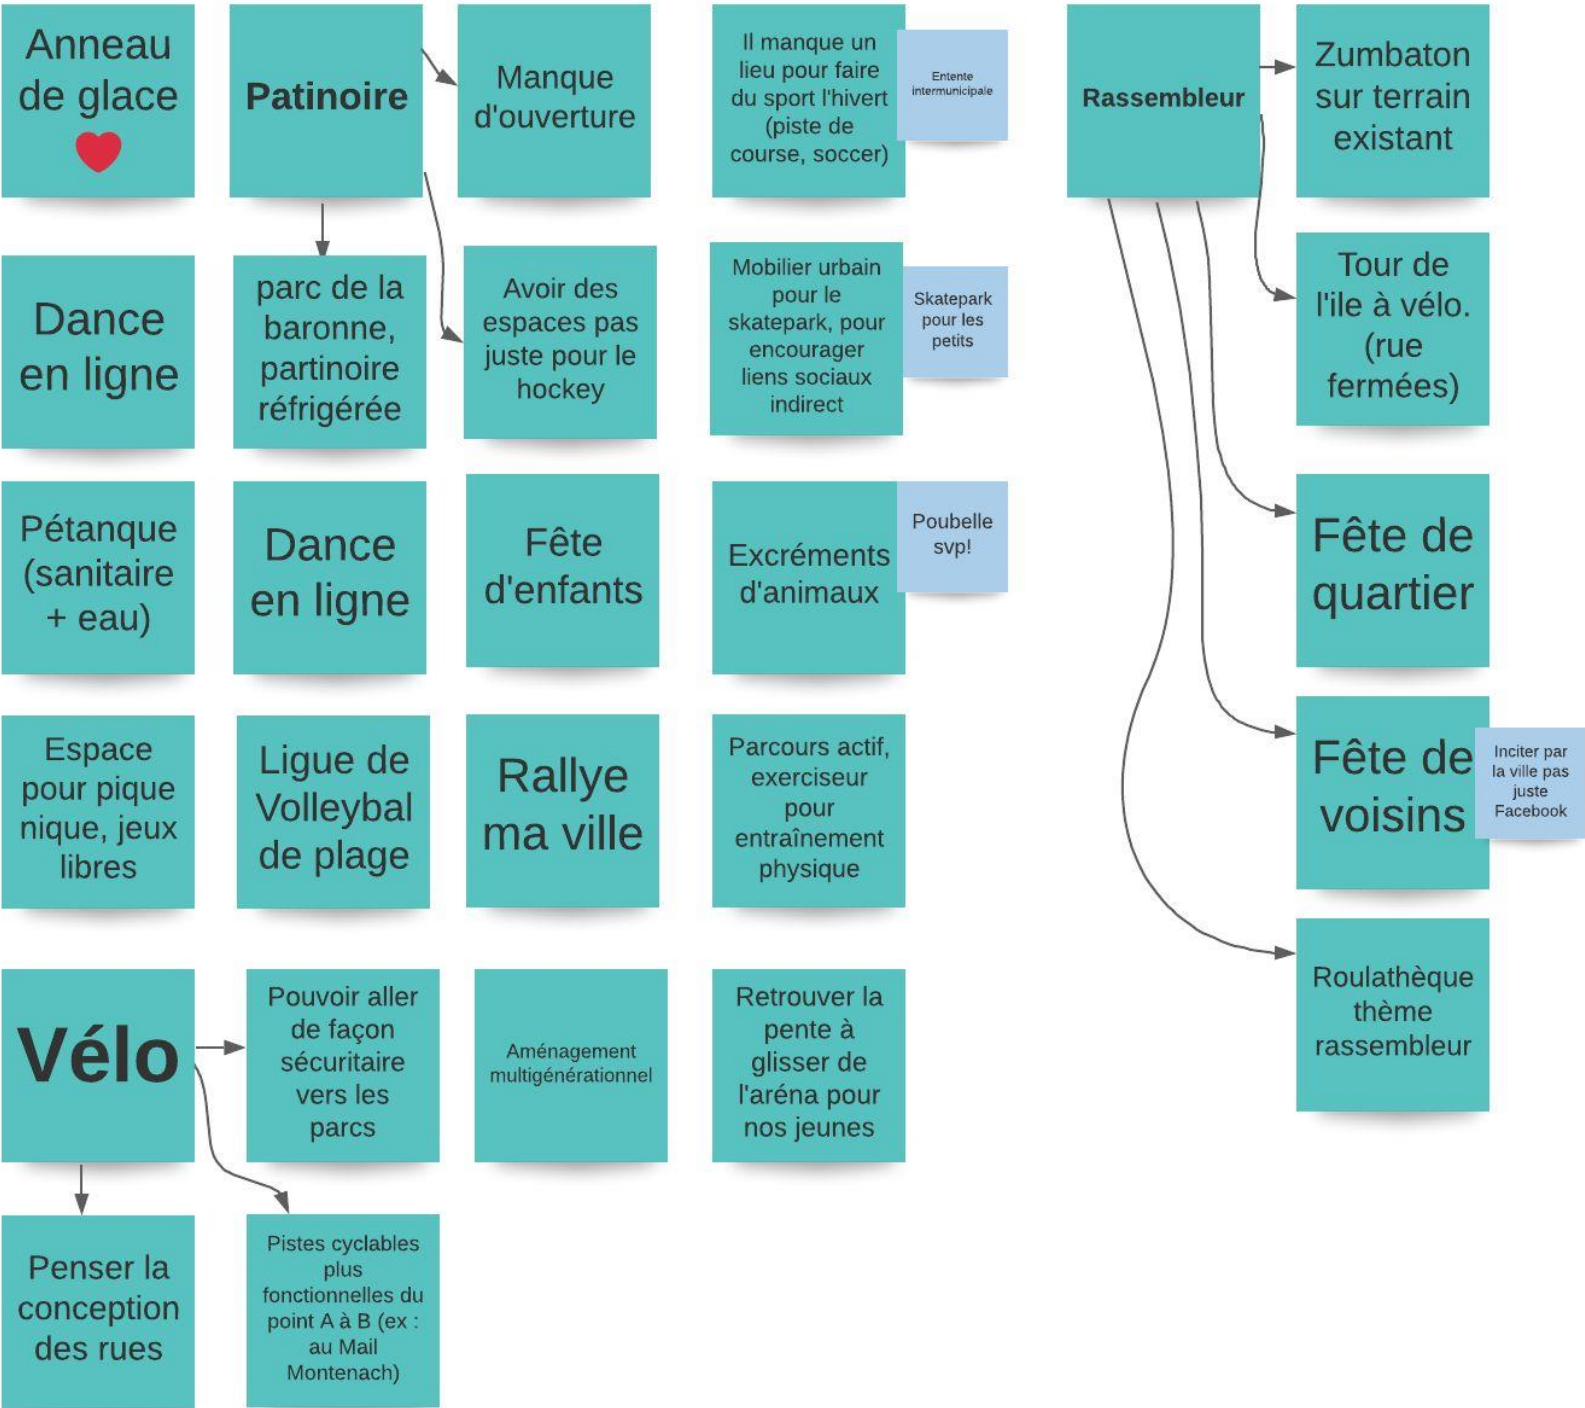 Anneau
de glace
Patinoire
Manque
d'ouverture
Il manque un
lieu pour faire
du sport l'hivert
(piste de
course, soccer)
Entente
intermunicipale
Rassembleur
Zumbaton
sur terrain
existant
Dance
en ligne
parc de la
baronne,
partinoire
réfrigérée
Avoir des
espaces pas
juste pour le
hockey
Mobilier urbain
pour le
skatepark, pour
encourager
liens sociaux
indirect
Skatepark
pour les
petits
Tour de
l'ile à vélo.
(rue
fermées)
Pétanque
(sanitaire
+ eau)
Dance
en ligne
Fête
d'enfants
Excréments
d'animaux
Poubelle
svp!
Fête de
quartier
Espace
pour pique
nique, jeux
libres
Ligue de
Volleybal
de plage
Rallye
ma ville
Parcours actif,
exerciseur
pour
entraînement
physique
Fête de
voisins
Inciter par
la ville pas
juste
Facebook
Vélo
Pouvoir aller
de façon
sécuritaire
vers les
parcs
Aménagement
multigénérationnel
Retrouver la
pente à
glisser de
l'aréna pour
nos jeunes
Roulathèque
thème
rassembleur
Penser la
conception
des rues
Pistes cyclables
plus
fonctionnelles du
point A à B (ex :
au Mail
Montenach)